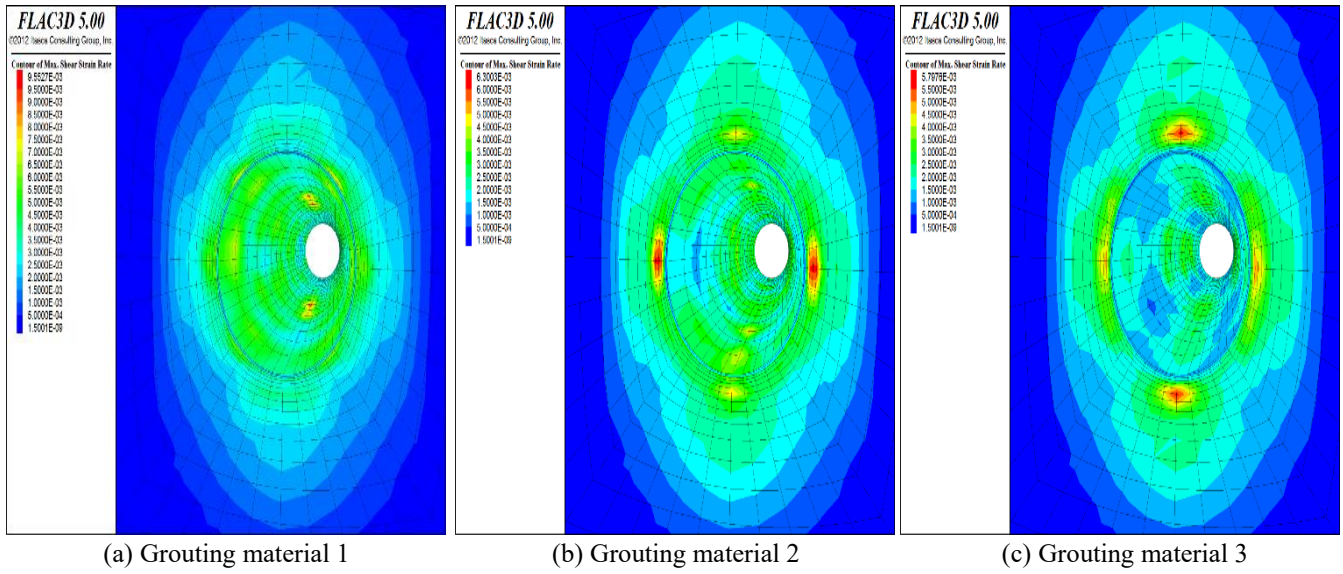 FLAC3D 5.00
©2012 Itasca Consulting Group, Inc.
Contour of Max. Shear Strain Rate
9.5527E-03
9.5000E-03
9.0000E-03
8.5000E-03
8.0000E-03
7.5000E-03
7.0000E-03
6.5000E-03
6.0000E-03
5.5000E-03
5.0000E-03
4.5000E-03
4.0000E-03
3.5000E-03
3.0000E-03
2.5000E-03
2.0000E-03
1.5000E-03
1.0000E-03
5.0000E-04
1.5001E-09
(a) Grouting material 1
FLAC3D 5.00
©2012 Itasca Consulting Group, Inc.
Contour of Max. Shear Strain Rate
6.3003E-03
6.0000E-03
5.5000E-03
5.0000E-03
4.5000E-03
4.0000E-03
3.5000E-03
3.0000E-03
2.5000E-03
2.0000E-03
1.5000E-03
1.0000E-03
5.0000E-04
1.5001E-09
(b) Grouting material 2
FLAC3D 5.00
©2012 Itasca Consulting Group, Inc.
Contour of Max. Shear Strain Rate
5.7976E-03
5.5000E-03
5.0000E-03
4.5000E-03
4.0000E-03
3.5000E-03
3.0000E-03
2.5000E-03
2.0000E-03
1.5000E-03
1.0000E-03
5.0000E-04
1.5001E-09
(c) Grouting material 3